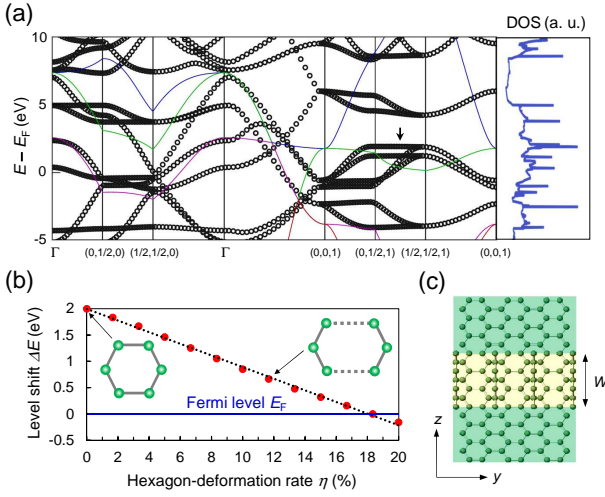 (a)
DOS (a. u.)
10
5
0
-5
E − E_F (eV)
Γ
(0,1/2,0)
(1/2,1/2,0)
Γ
(0,0,1)
(0,1/2,1)
(1/2,1/2,1)
(0,0,1)
(b)
2
1.5
1
0.5
0
-0.5
Level shift ΔE (eV)
Fermi level E_F
0 2 4 6 8 10 12 14 16 18 20
Hexagon-deformation rate η (%)
(c)
W
z
y